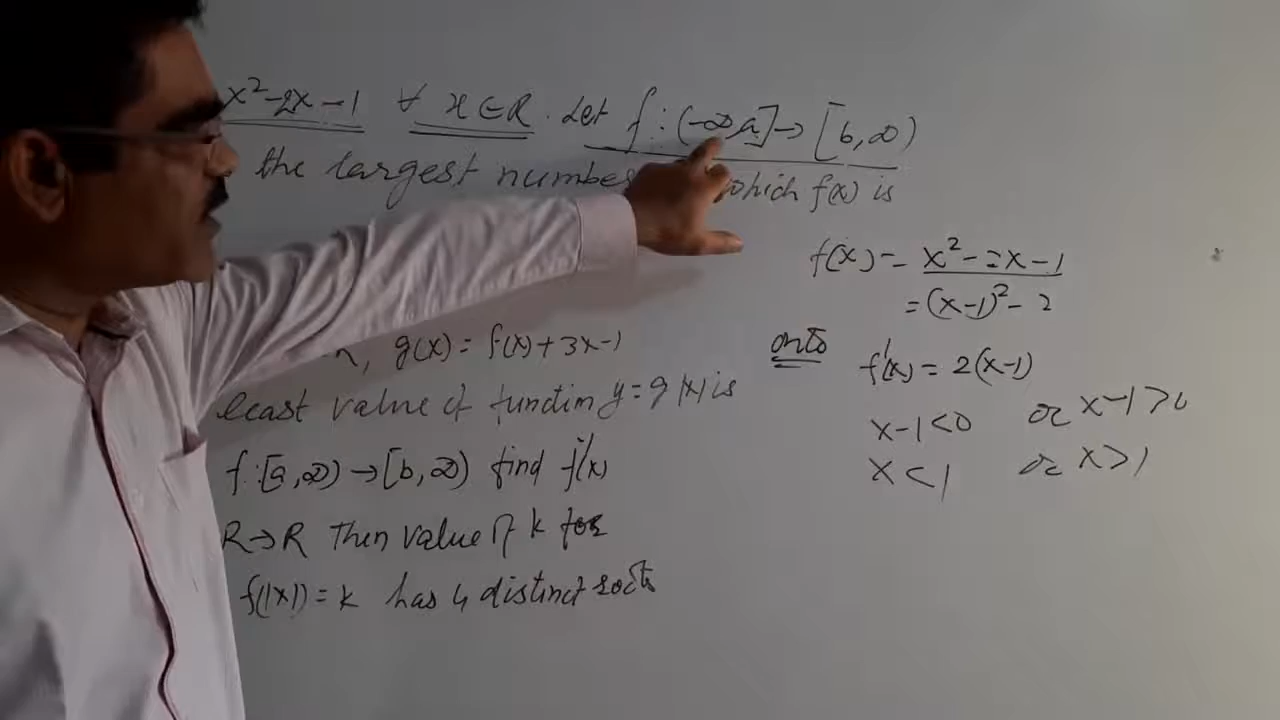 x²-2x-1 ∀ x∈R. Let f:(-∞,a]→[b,∞)
the largest number which f(x) is
f(x)= x²-2x-1
=(x-1)²-2
onto f'(x) = 2(x-1)
x-1<0 or x-1>0
x<1 or x>1
, g(x) = f(x)+3x-1
least value of function y=g|x| is
f:[a,∞)→[b,∞) find f(x)
R→R Then value of k for
f(|x|)=k has 4 distinct roots